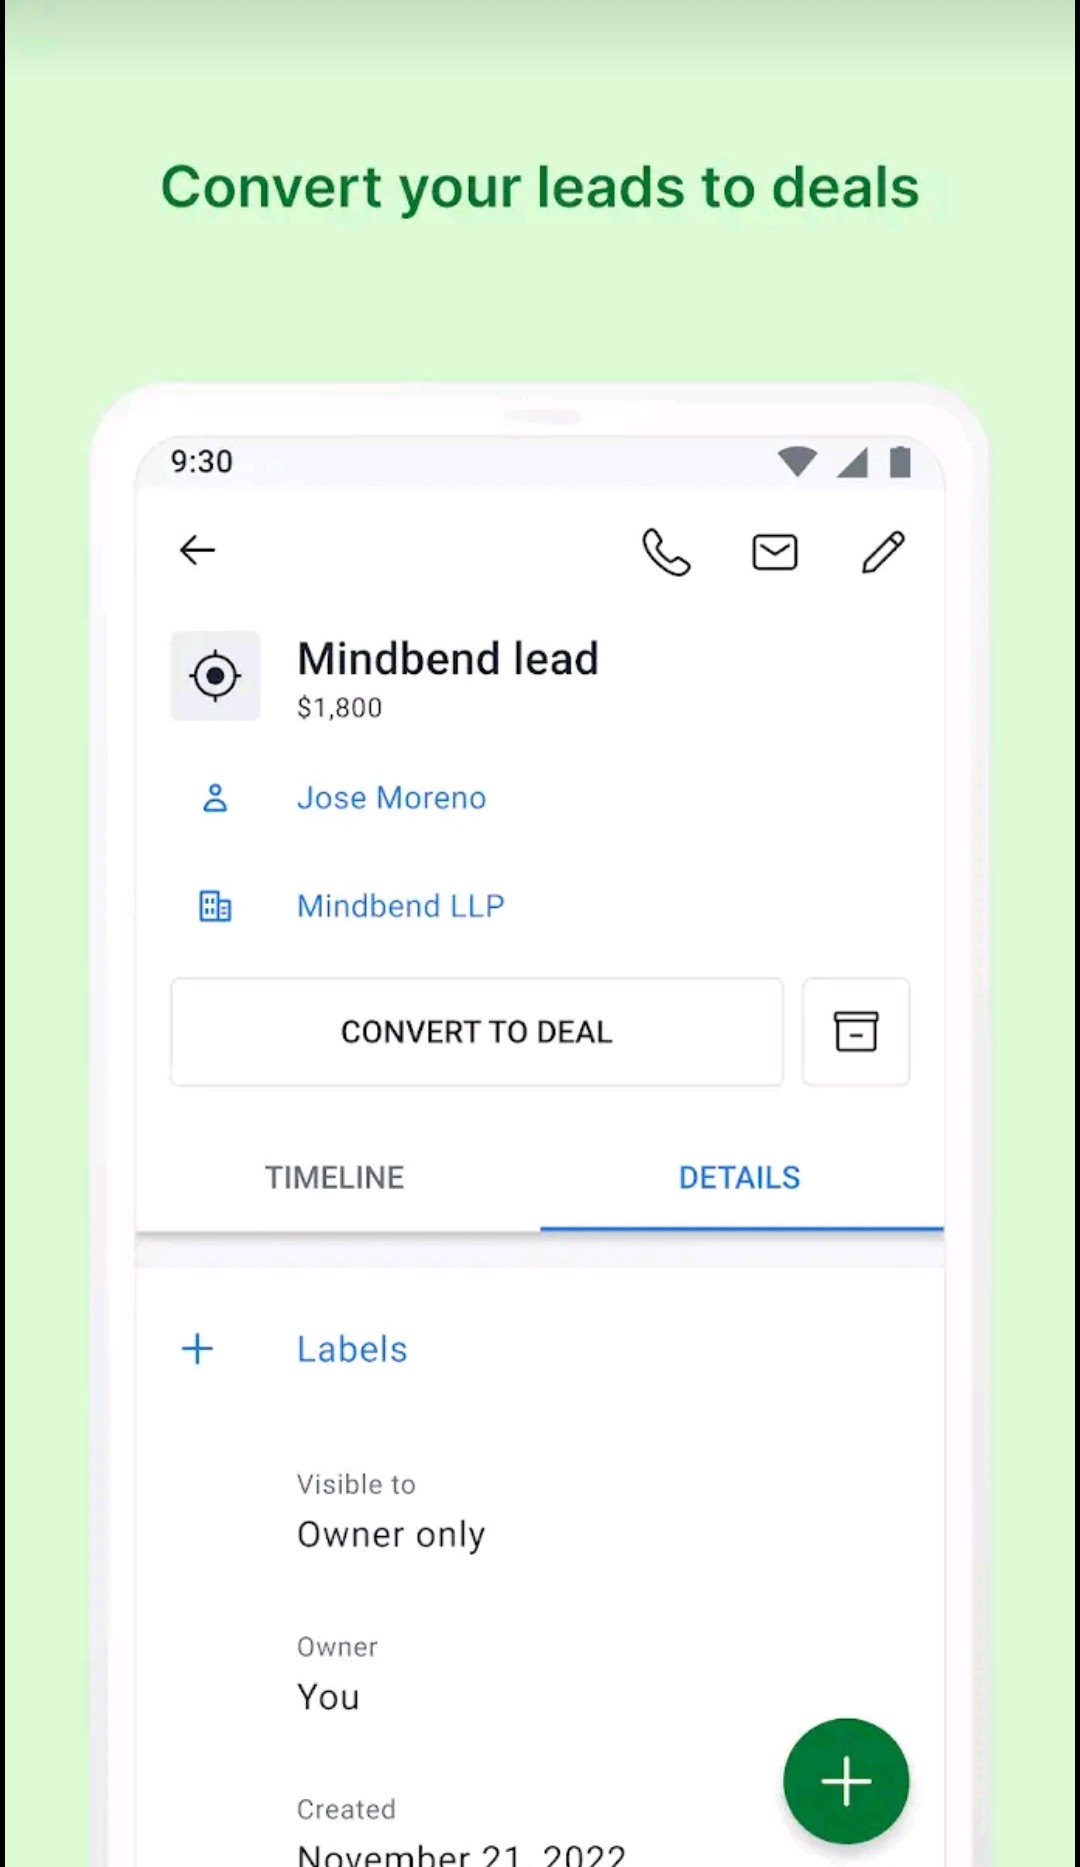 Convert your leads to deals
9:30
Mindbend lead
$1,800
Jose Moreno
Mindbend LLP
CONVERT TO DEAL
TIMELINE
DETAILS
Labels
Visible to
Owner only
Owner
You
Created
November 21, 2022